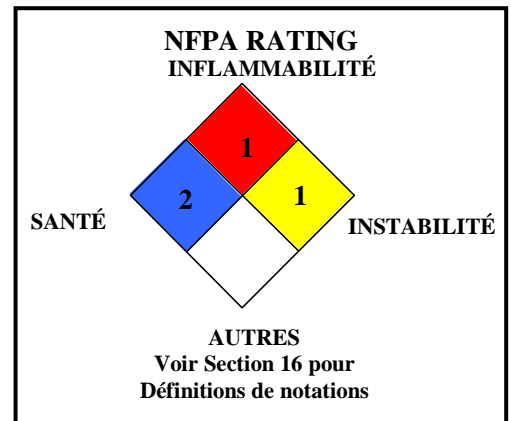 NFPA RATING
INFLAMMABILITÉ
1
2
1
SANTÉ
INSTABILITÉ
AUTRES
Voir Section 16 pour
Définitions de notations